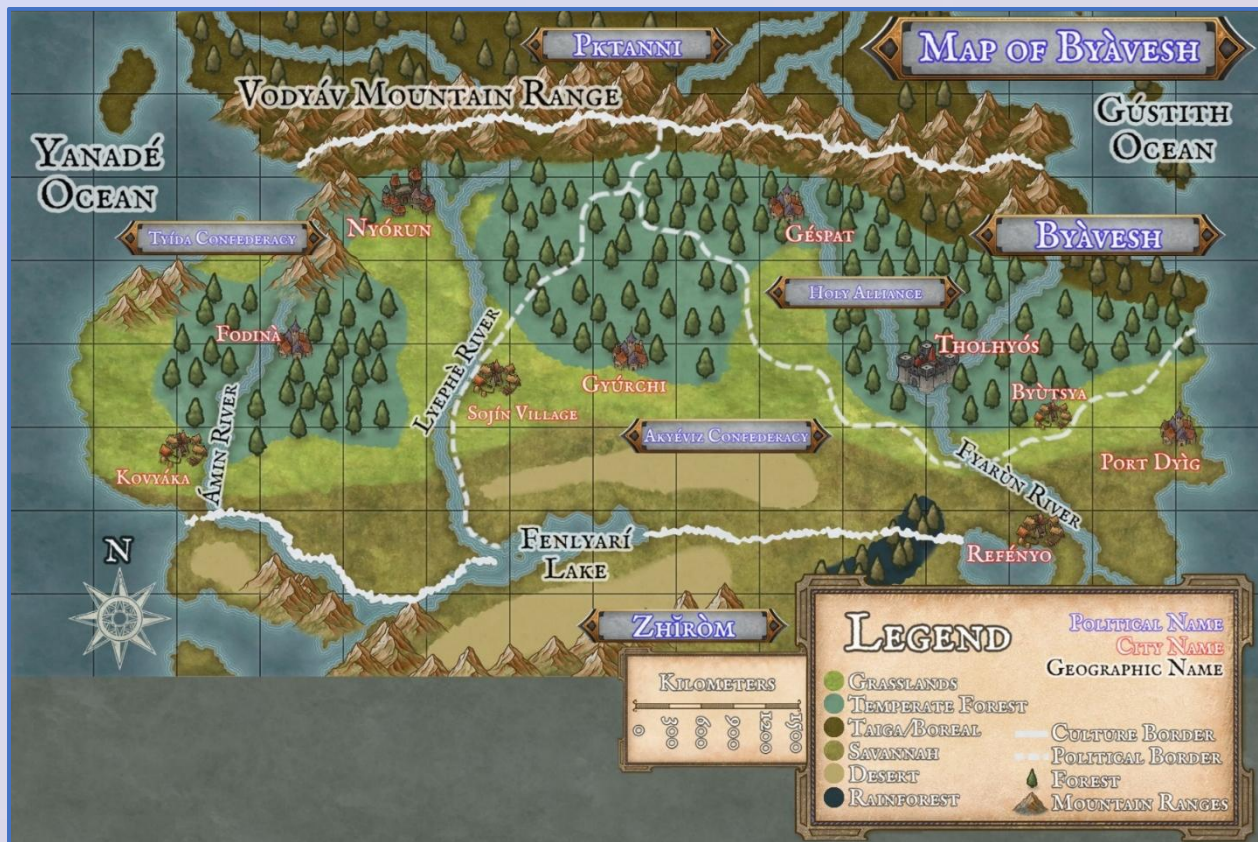 Pktanni
Map of Byàvesh
Vodyáv Mountain Range
Gústith
Ocean
Yanadé
Ocean
Nyórun
Géspat
Tyída Confederacy
Byàvesh
Holy Alliance
Fodinà
Tholhyós
Lyephè River
Gyúrchi
Sojín Village
Byùtsya
Akyéviz Confederacy
Ámin River
Kovyáka
Fyarùn River
Port Dyìg
N
Fenlyarí
Lake
Refényo
Zhĭròm
Legend
Political Name
City Name
Geographic Name
Grasslands
Temperate Forest
Taiga/Boreal
Savannah
Desert
Rainforest
Culture Border
Political Border
Forest
Mountain Ranges
Kilometers
0 300 600 900 1200 1500